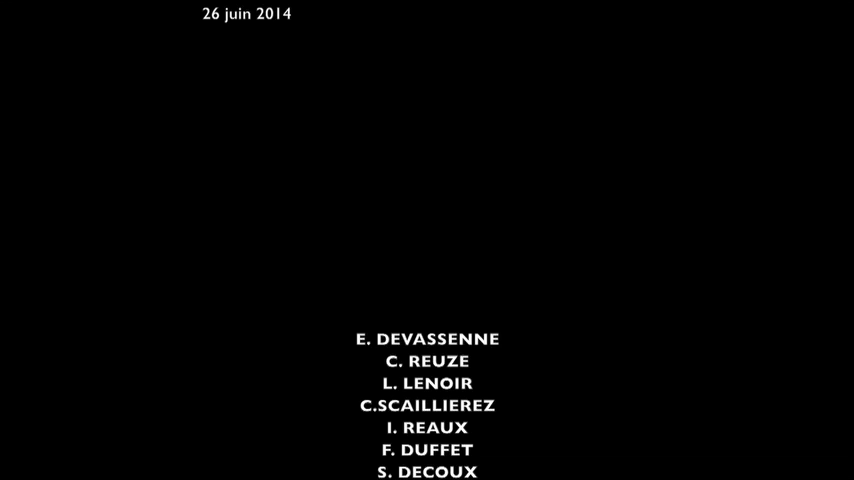 26 juin 2014
E. DEVASSENNE
C. REUZE
L. LENOIR
C.SCAILLIEREZ
I. REAUX
F. DUFFET
S. DECOUX